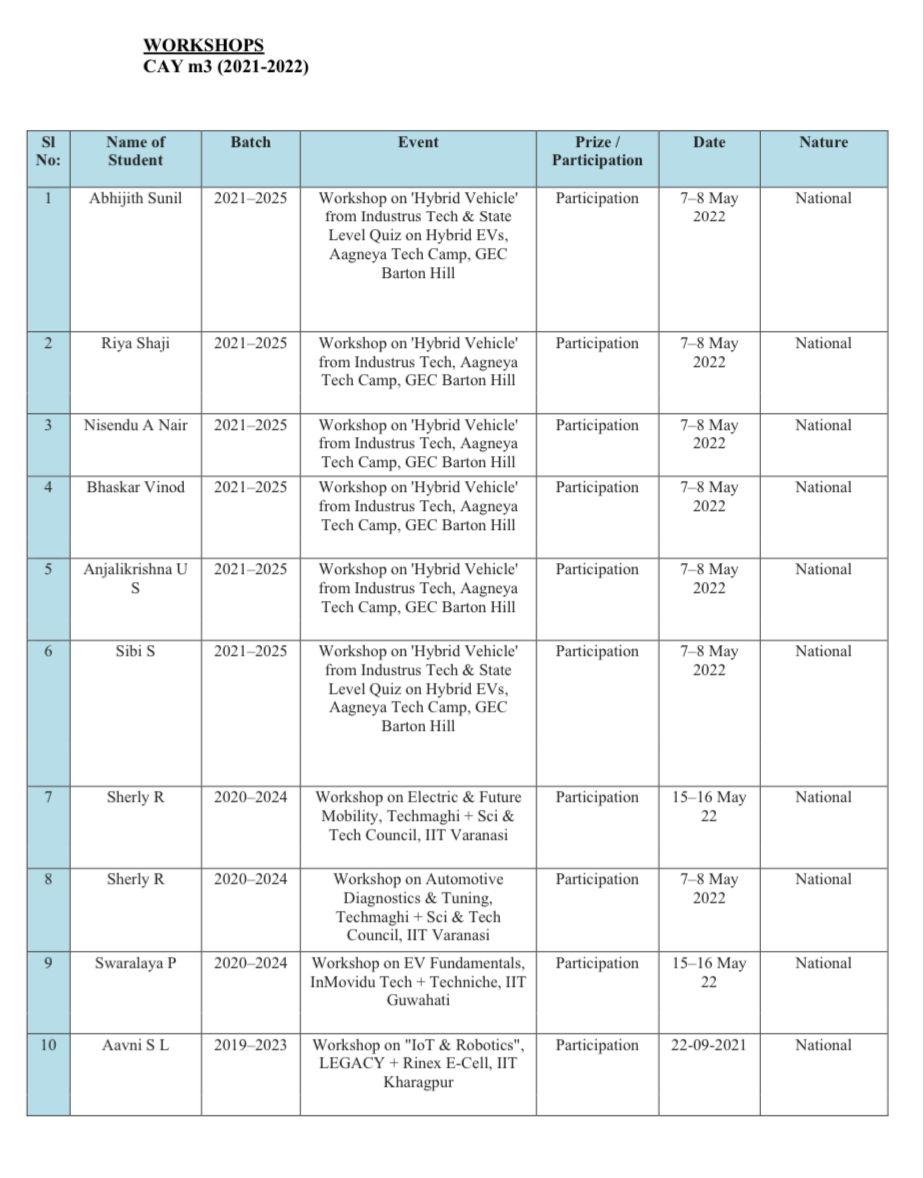 WORKSHOPS
CAY m3 (2021-2022)
Sl No: | Name of Student | Batch | Event | Prize / Participation | Date | Nature
1 | Abhijith Sunil | 2021–2025 | Workshop on 'Hybrid Vehicle' from Industrus Tech & State Level Quiz on Hybrid EVs, Aagneya Tech Camp, GEC Barton Hill | Participation | 7–8 May 2022 | National
2 | Riya Shaji | 2021–2025 | Workshop on 'Hybrid Vehicle' from Industrus Tech, Aagneya Tech Camp, GEC Barton Hill | Participation | 7–8 May 2022 | National
3 | Nisendu A Nair | 2021–2025 | Workshop on 'Hybrid Vehicle' from Industrus Tech, Aagneya Tech Camp, GEC Barton Hill | Participation | 7–8 May 2022 | National
4 | Bhaskar Vinod | 2021–2025 | Workshop on 'Hybrid Vehicle' from Industrus Tech, Aagneya Tech Camp, GEC Barton Hill | Participation | 7–8 May 2022 | National
5 | Anjalikrishna U S | 2021–2025 | Workshop on 'Hybrid Vehicle' from Industrus Tech, Aagneya Tech Camp, GEC Barton Hill | Participation | 7–8 May 2022 | National
6 | Sibi S | 2021–2025 | Workshop on 'Hybrid Vehicle' from Industrus Tech & State Level Quiz on Hybrid EVs, Aagneya Tech Camp, GEC Barton Hill | Participation | 7–8 May 2022 | National
7 | Sherly R | 2020–2024 | Workshop on Electric & Future Mobility, Techmaghi + Sci & Tech Council, IIT Varanasi | Participation | 15–16 May 22 | National
8 | Sherly R | 2020–2024 | Workshop on Automotive Diagnostics & Tuning, Techmaghi + Sci & Tech Council, IIT Varanasi | Participation | 7–8 May 2022 | National
9 | Swaralaya P | 2020–2024 | Workshop on EV Fundamentals, InMovidu Tech + Techniche, IIT Guwahati | Participation | 15–16 May 22 | National
10 | Aavni S L | 2019–2023 | Workshop on "IoT & Robotics", LEGACY + Rinex E-Cell, IIT Kharagpur | Participation | 22-09-2021 | National